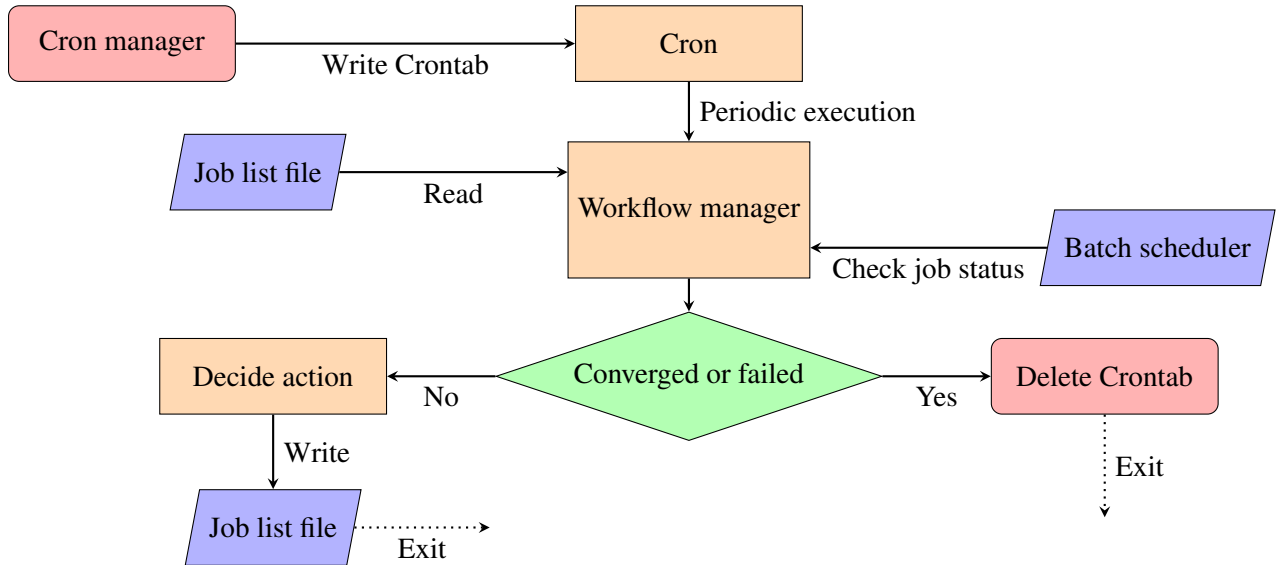 Cron manager
Write Crontab
Cron
Periodic execution
Job list file
Read
Workflow manager
Check job status
Batch scheduler
Decide action
No
Converged or failed
Yes
Delete Crontab
Write
Exit
Job list file
Exit